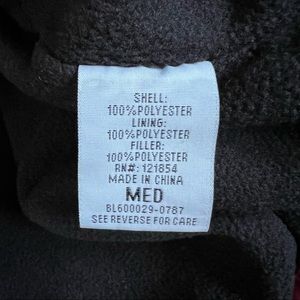 SHELL:
100%POLYESTER
LINING:
100%POLYESTER
FILLER:
100%POLYESTER
RN#: 121854
MADE IN CHINA
MED
BL600029-0787
SEE REVERSE FOR CARE